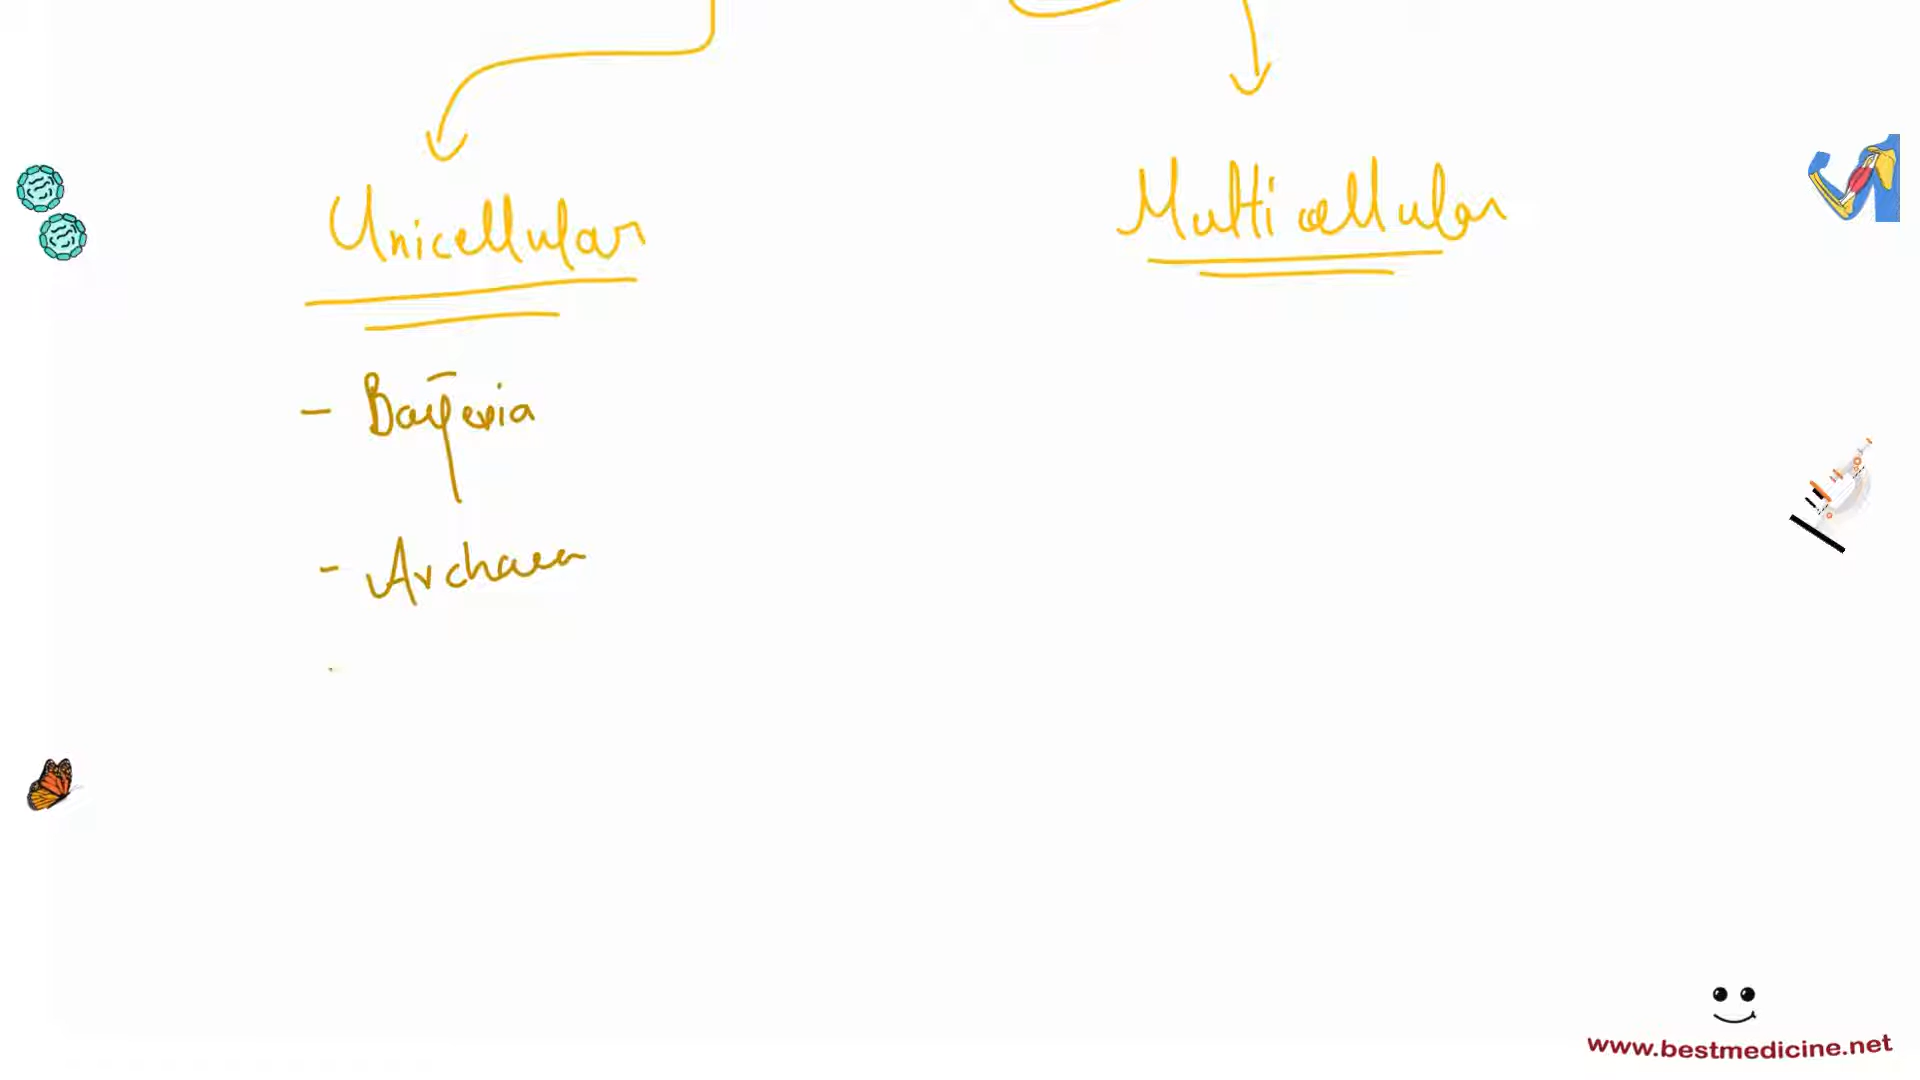 Unicellular
Multicellular
- Bacteria
- Archaea
www.bestmedicine.net